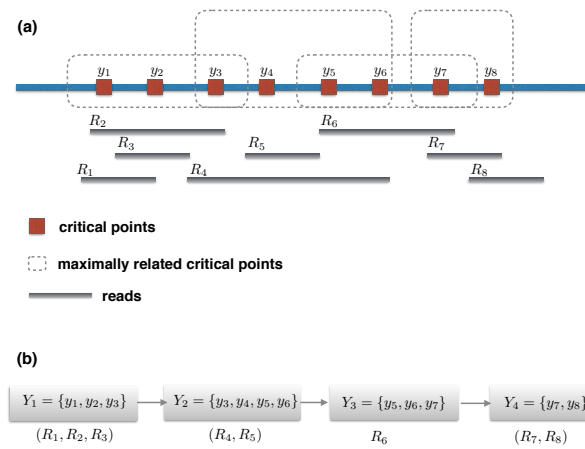 (a)
y1 y2 y3 y4 y5 y6 y7 y8
R2 R6
R3 R5 R7
R1 R4 R8
critical points
maximally related critical points
reads
(b)
Y1 = {y1, y2, y3} Y2 = {y3, y4, y5, y6} Y3 = {y5, y6, y7} Y4 = {y7, y8}
(R1, R2, R3) (R4, R5) R6 (R7, R8)